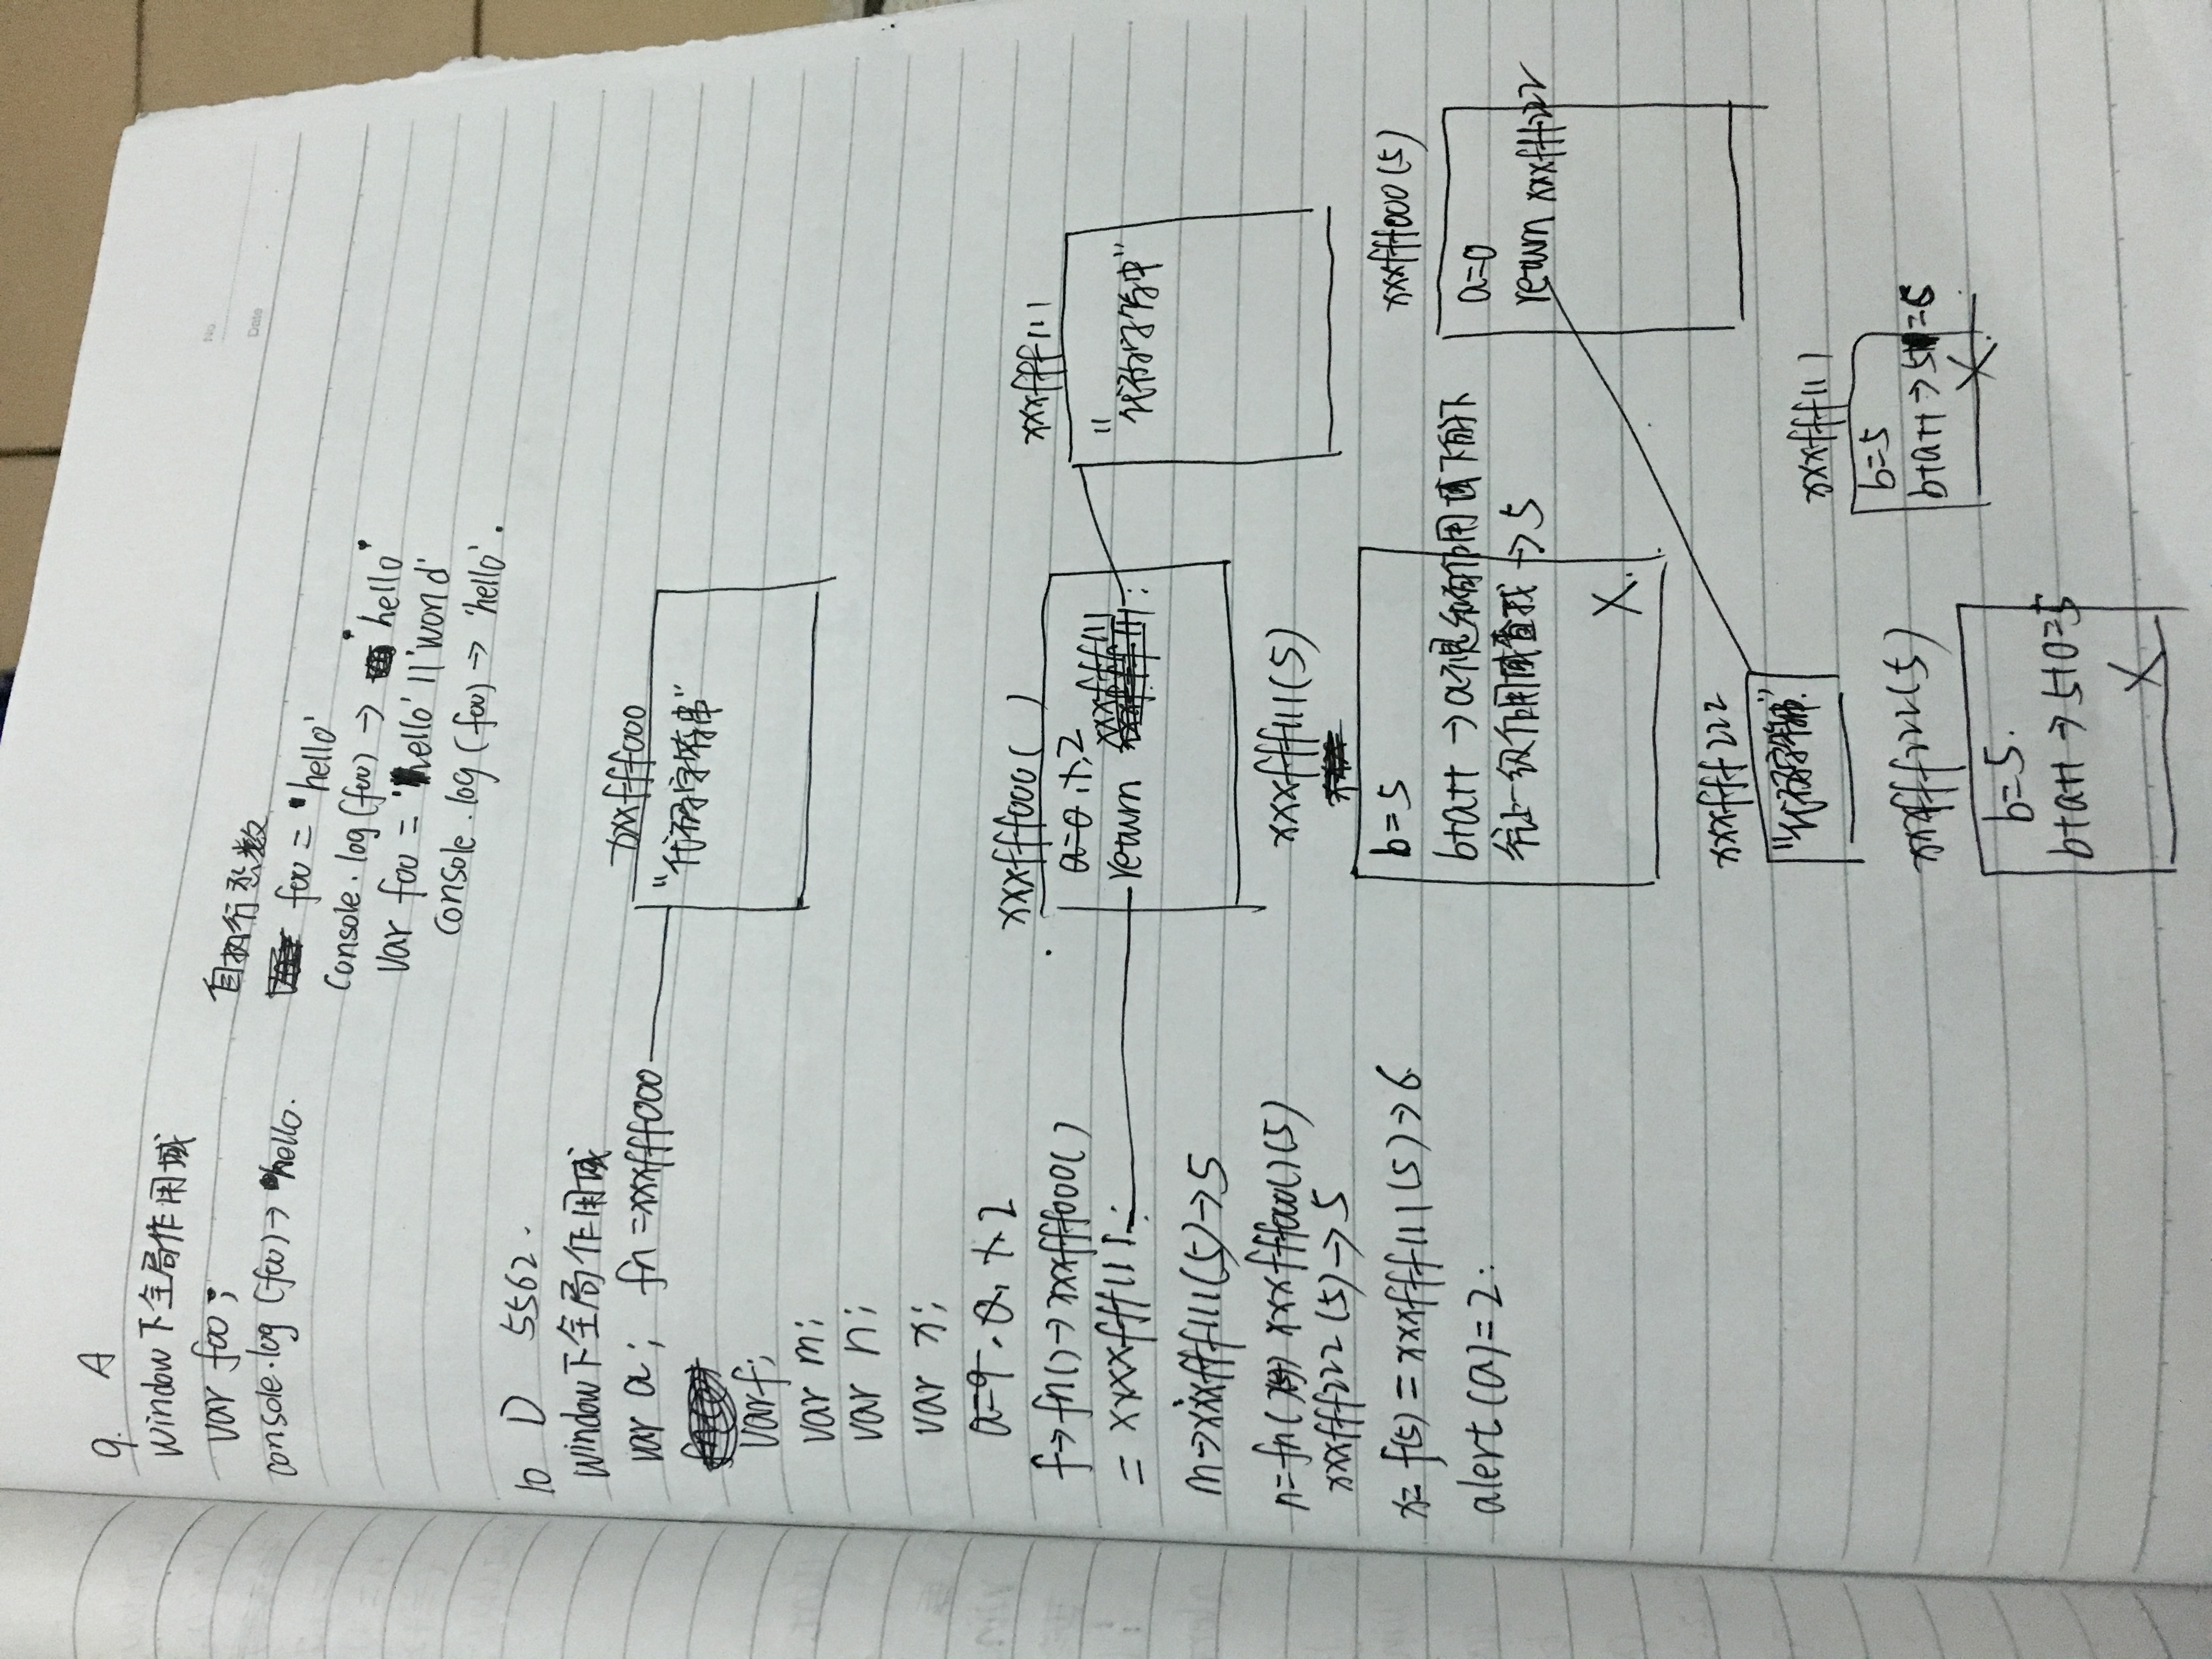 9. A
Window下全局作用域
var foo;
console.log (foo) → hello.
自执行函数
foo = 'hello'
Console.log(foo) → 'hello'
var foo = 'hello' || 'word'
console.log (foo) → 'hello'.
No.
Date
10 D 5562.
Window下全局作用域
var a; fn = xxxfff000
xxxfff000
"代码字符串"
var f;
var m;
var n;
var x;
a=9, 0, 1, 2
f → fn() → xxxfff000()
= xxxxfff111;
m → xxxfff111(5) → 5
n = fn() xxxfff000()(5)
xxxfff222 (5) → 5
x = f(5) = xxxfff111 (5) → 6
alert (a) = 2;
xxxfff000( )
a=0, 1, 2
return xxxfff111
xxxfff111
"代码字符串"
xxxfff111(5)
b = 5
b+a++ → a不是私有作用域下的
往上一级作用域查找 → 5
X.
xxxfff000(5)
a=0
return xxxfff222
xxxfff222
"代码字符串"
xxxfff111
b=5
b+a++ → 5+1=6
X
xxxfff222(5)
b=5.
b+a++ → 5+0=5
X